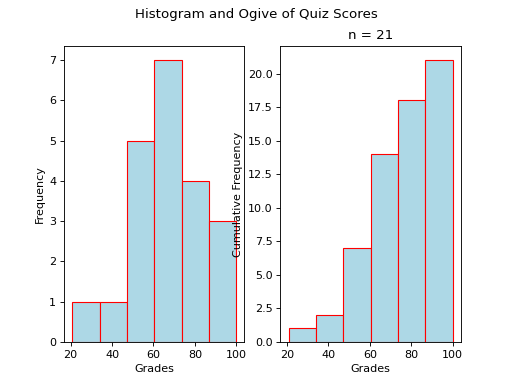 Histogram and Ogive of Quiz Scores
n = 21
Frequency
7
6
5
4
3
2
1
0
20 40 60 80 100
Grades
Cumulative Frequency
20.0
17.5
15.0
12.5
10.0
7.5
5.0
2.5
0.0
20 40 60 80 100
Grades